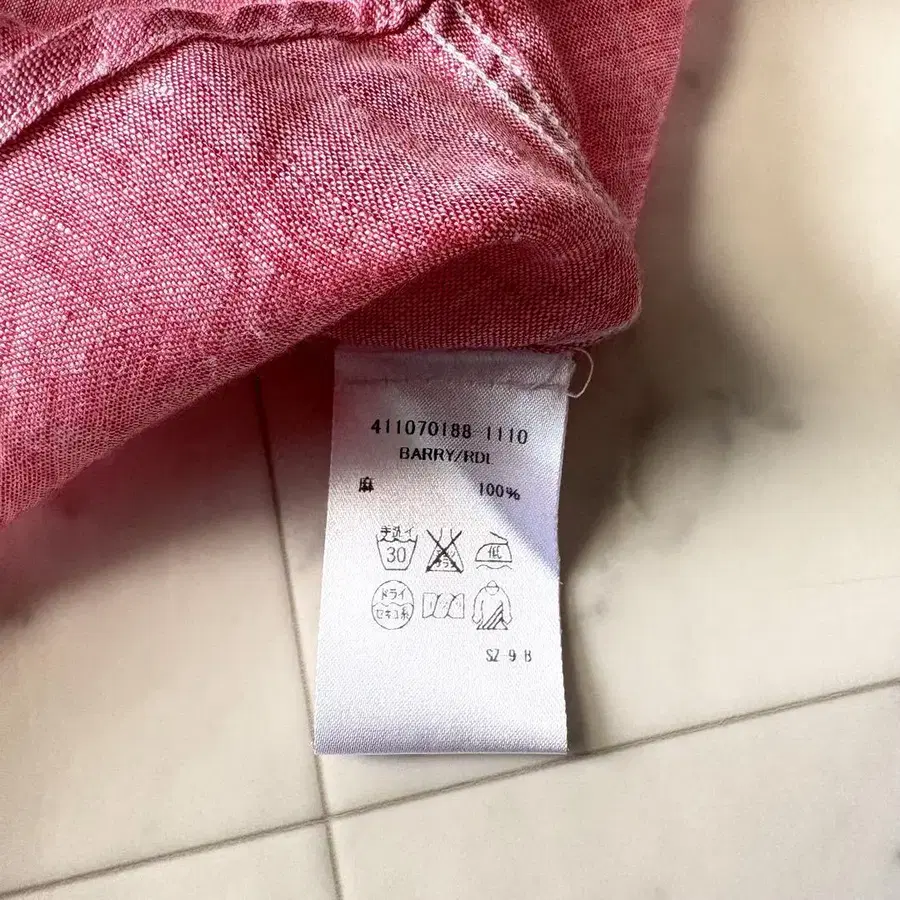 411070188-1110
BARRY/RDL
麻 100%
手洗イ 30 低
ドライ
セキユ系
SZ-9 B